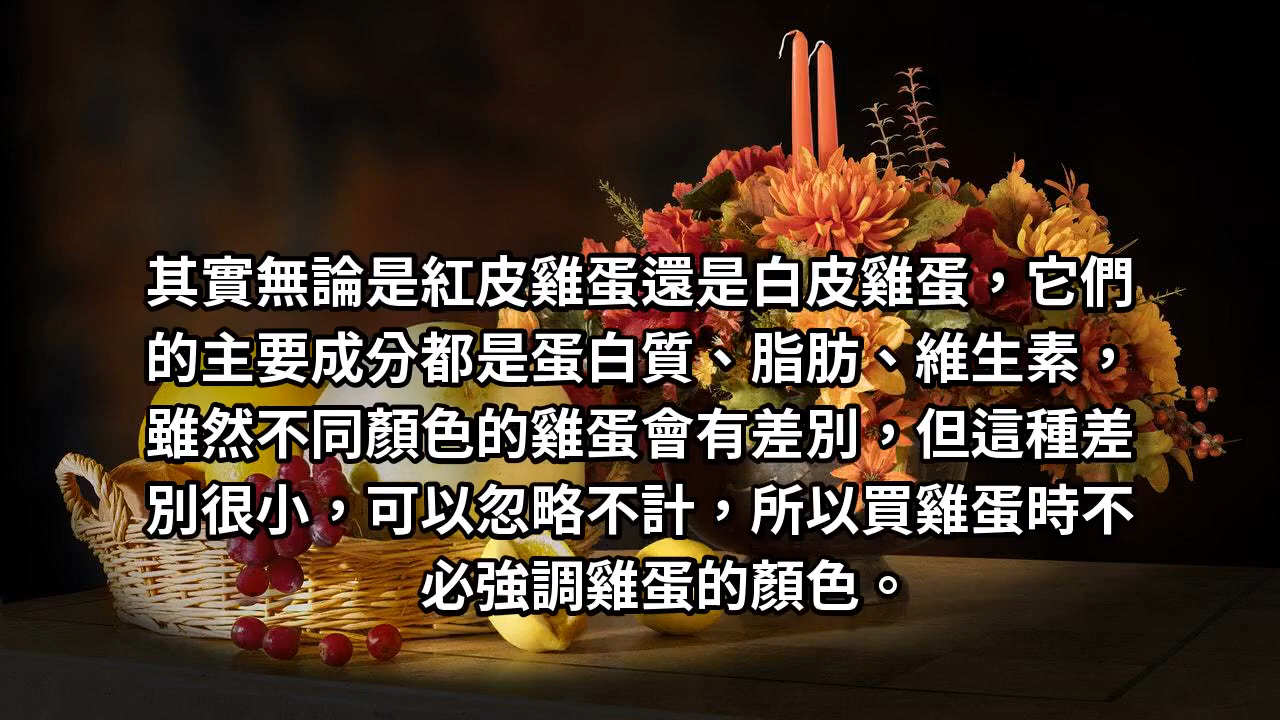 其實無論是紅皮雞蛋還是白皮雞蛋，它們
的主要成分都是蛋白質、脂肪、維生素，
雖然不同顏色的雞蛋會有差別，但這種差
別很小，可以忽略不計，所以買雞蛋時不
必強調雞蛋的顏色。